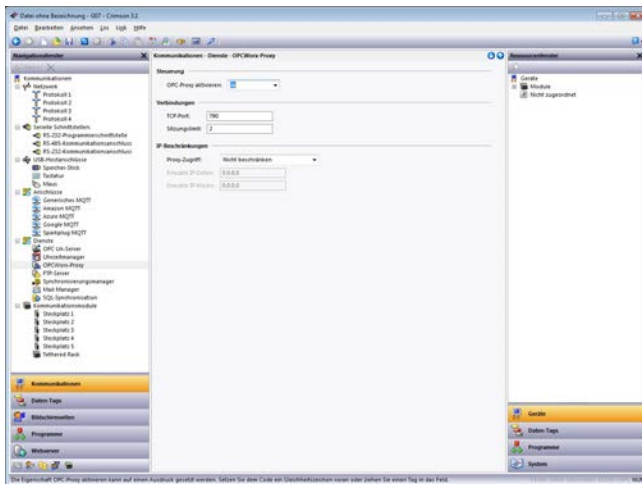 Datei ohne Bezeichnung - G07 - Crimson 3.2
Datei Bearbeiten Ansehen Los Link Hilfe
Navigationsfenster
Kommunikationen
Netzwerk
Protokoll 1
Protokoll 2
Protokoll 3
Protokoll 4
Serielle Schnittstellen
RS-232-Programmierschnittstelle
RS-485-Kommunikationsanschluss
RS-232-Kommunikationsanschluss
USB-Hostanschlüsse
Speicher-Stick
Tastatur
Maus
Anschlüsse
Generisches MQTT
Amazon MQTT
Azure MQTT
Google MQTT
Sparkplug MQTT
Dienste
OPC UA-Server
Uhrzeitmanager
OPCWorx-Proxy
FTP-Server
Synchronisierungsmanager
Mail Manager
SQL-Synchronisation
Kommunikationsmodule
Steckplatz 1
Steckplatz 2
Steckplatz 3
Steckplatz 4
Steckplatz 5
Tethered Rack
Kommunikationen
Daten-Tags
Bildschirmseiten
Programme
Webserver
Kommunikationen - Dienste - OPCWorx-Proxy
Steuerung
OPC-Proxy aktivieren:
Verbindungen
TCP-Port: 790
Sitzungslimit: 2
IP-Beschränkungen
Proxy-Zugriff: Nicht beschränken
Erlaubte IP-Daten: 0.0.0.0
Erlaubte IP-Maske: 0.0.0.0
Ressourcenfenster
Geräte
Module
Nicht zugeordnet
Geräte
Daten-Tags
Programme
System
Die Eigenschaft OPC-Proxy aktivieren kann auf einen Ausdruck gesetzt werden. Setzen Sie dem Code ein Gleichheitszeichen voran oder ziehen Sie einen Tag in das Feld.